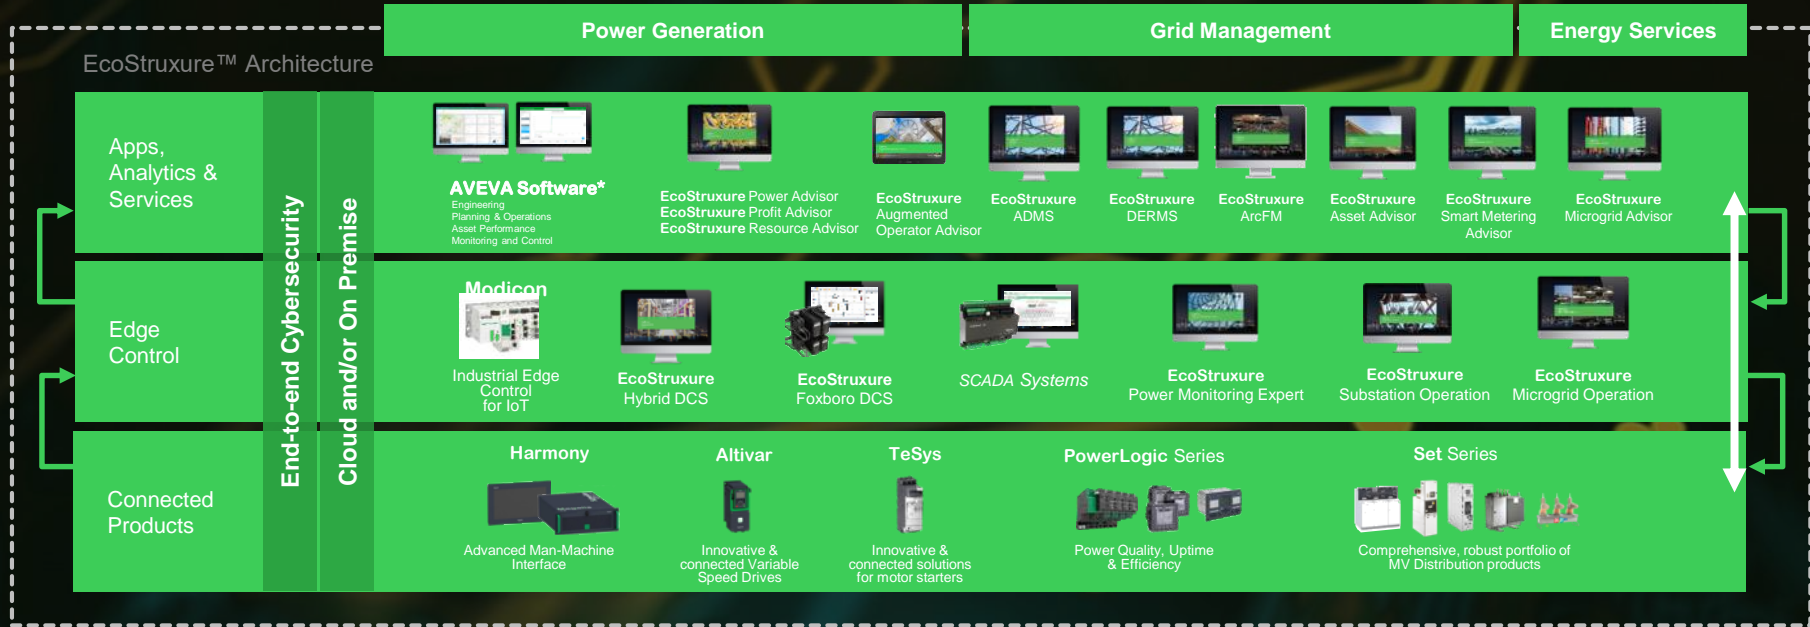 Power Generation
Grid Management
Energy Services
EcoStruxure™ Architecture
Apps,
Analytics &
Services
End-to-end Cybersecurity
Cloud and/or On Premise
AVEVA Software*
Engineering
Planning & Operations
Asset Performance
Monitoring and Control
EcoStruxure Power Advisor
EcoStruxure Profit Advisor
EcoStruxure Resource Advisor
EcoStruxure
Augmented
Operator Advisor
EcoStruxure
ADMS
EcoStruxure
DERMS
EcoStruxure
ArcFM
EcoStruxure
Asset Advisor
EcoStruxure
Smart Metering
Advisor
EcoStruxure
Microgrid Advisor
Edge
Control
Modicon
Industrial Edge
Control
for IoT
EcoStruxure
Hybrid DCS
EcoStruxure
Foxboro DCS
SCADA Systems
EcoStruxure
Power Monitoring Expert
EcoStruxure
Substation Operation
EcoStruxure
Microgrid Operation
Connected
Products
Harmony
Advanced Man-Machine
Interface
Altivar
Innovative &
connected Variable
Speed Drives
TeSys
Innovative &
connected solutions
for motor starters
PowerLogic Series
Power Quality, Uptime
& Efficiency
Set Series
Comprehensive, robust portfolio of
MV Distribution products